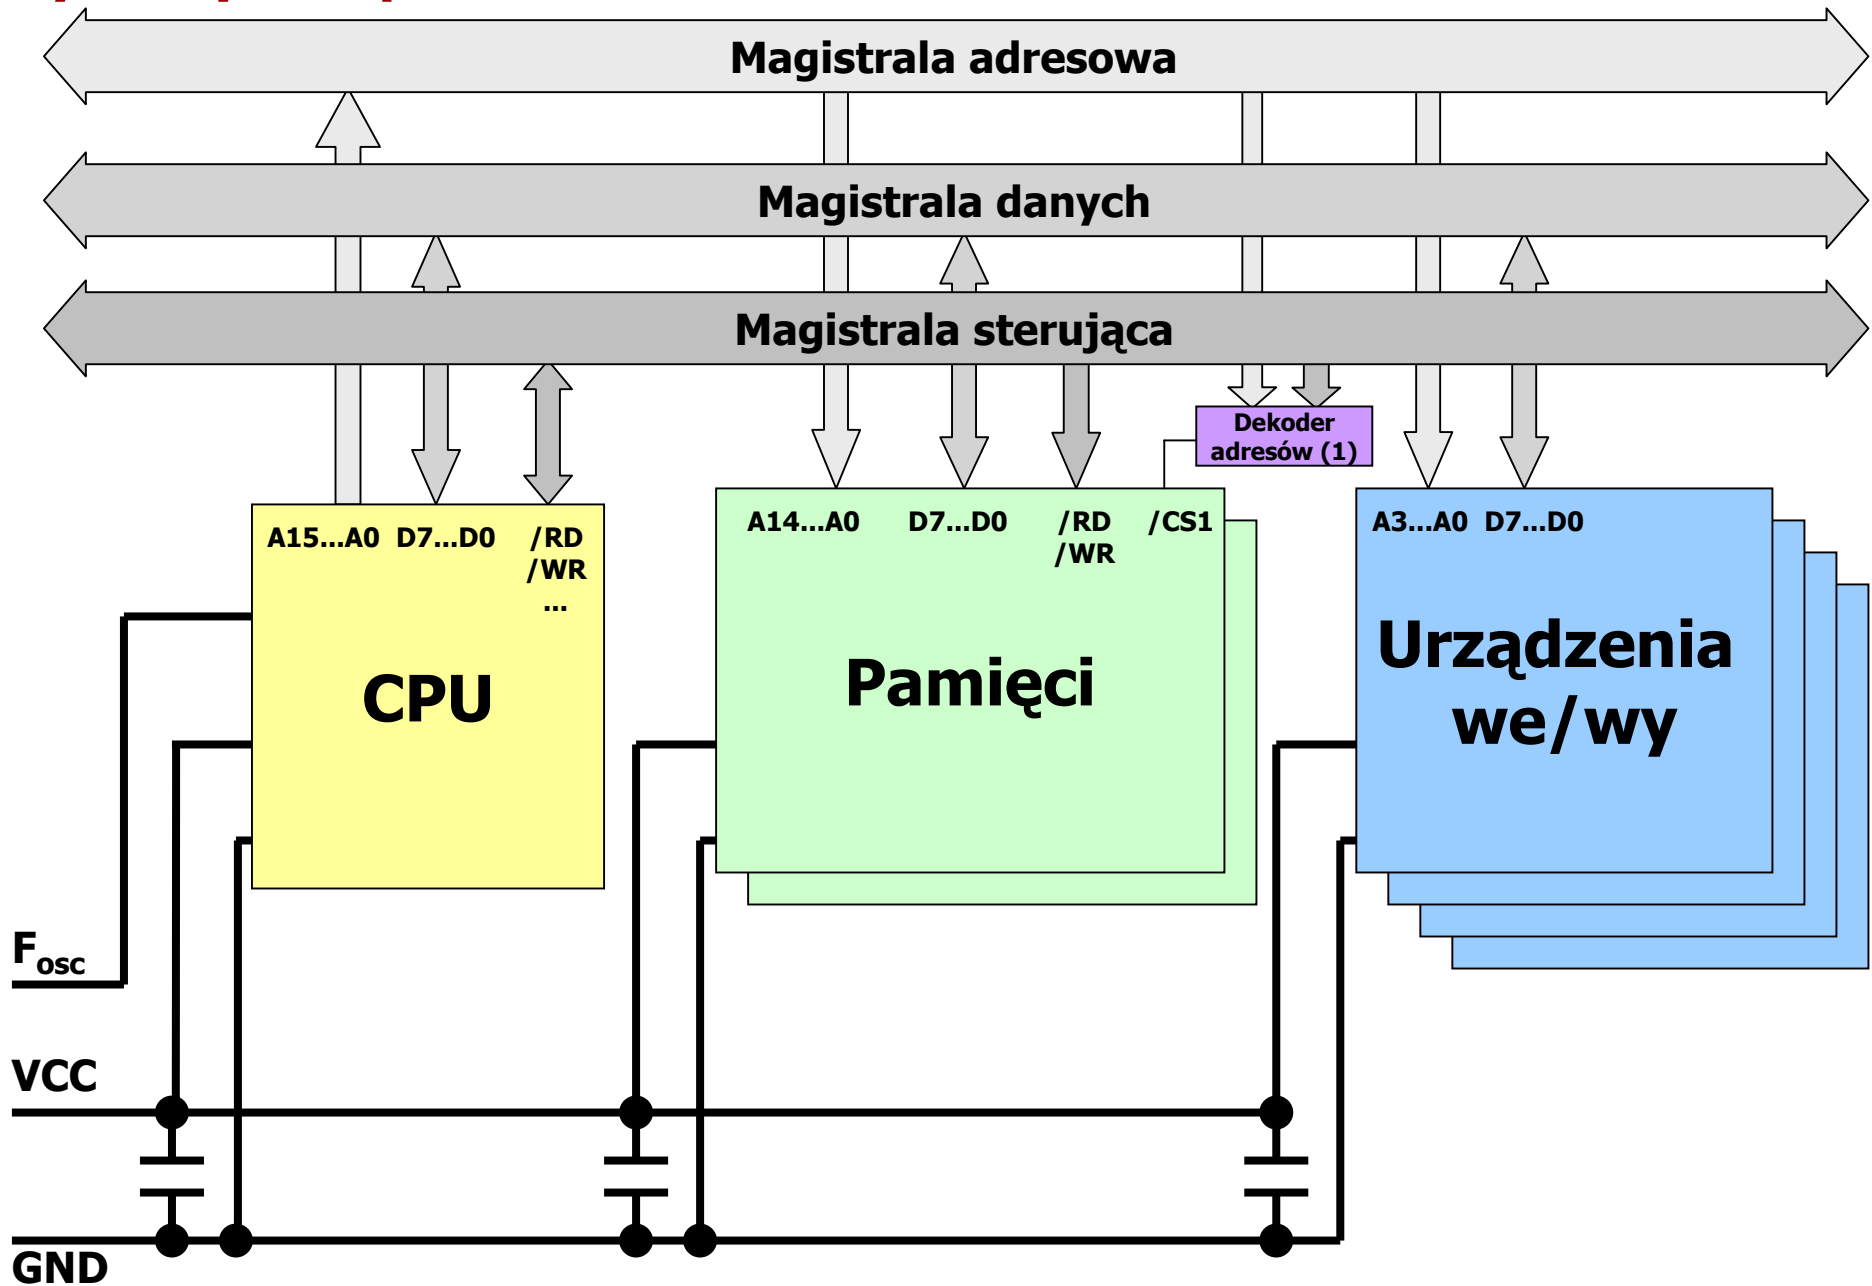 Magistrala adresowa
Magistrala danych
Magistrala sterująca
Dekoder
adresów (1)
A15...A0 D7...D0 /RD
/WR
...
CPU
A14...A0 D7...D0 /RD /CS1
/WR
Pamięci
A3...A0 D7...D0
Urządzenia
we/wy
Fosc
VCC
GND